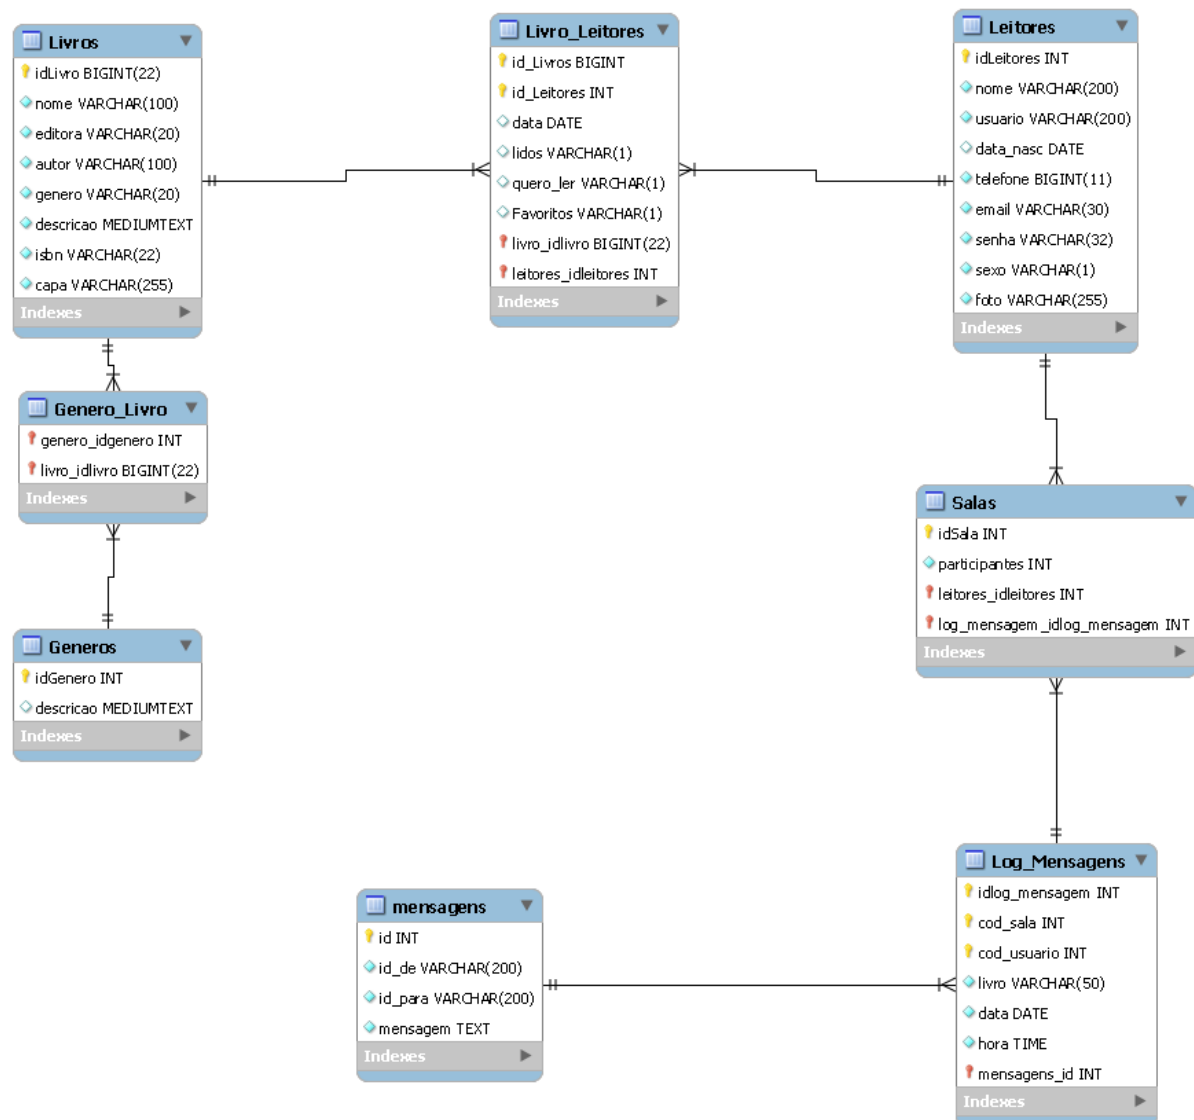 Livros
idLivro BIGINT(22)
nome VARCHAR(100)
editora VARCHAR(20)
autor VARCHAR(100)
genero VARCHAR(20)
descricao MEDIUMTEXT
isbn VARCHAR(22)
capa VARCHAR(255)
Indexes
Livro_Leitores
id_Livros BIGINT
id_Leitores INT
data DATE
lidos VARCHAR(1)
quero_ler VARCHAR(1)
Favoritos VARCHAR(1)
livro_idlivro BIGINT(22)
leitores_idleitores INT
Indexes
Leitores
idLeitores INT
nome VARCHAR(200)
usuario VARCHAR(200)
data_nasc DATE
telefone BIGINT(11)
email VARCHAR(30)
senha VARCHAR(32)
sexo VARCHAR(1)
foto VARCHAR(255)
Indexes
Genero_Livro
genero_idgenero INT
livro_idlivro BIGINT(22)
Indexes
Salas
idSala INT
participantes INT
leitores_idleitores INT
log_mensagem_idlog_mensagem INT
Indexes
Generos
idGenero INT
descricao MEDIUMTEXT
Indexes
mensagens
id INT
id_de VARCHAR(200)
id_para VARCHAR(200)
mensagem TEXT
Indexes
Log_Mensagens
idlog_mensagem INT
cod_sala INT
cod_usuario INT
livro VARCHAR(50)
data DATE
hora TIME
mensagens_id INT
Indexes